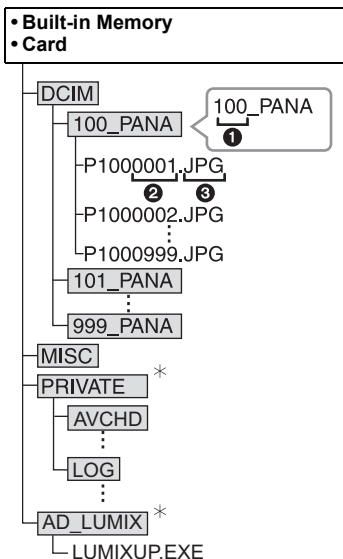 • Built-in Memory
• Card
DCIM
100_PANA
100_PANA
❶
P1000001.JPG
❷ ❸
P1000002.JPG
P1000999.JPG
101_PANA
999_PANA
MISC
PRIVATE *
AVCHD
LOG
AD_LUMIX *
LUMIXUP.EXE